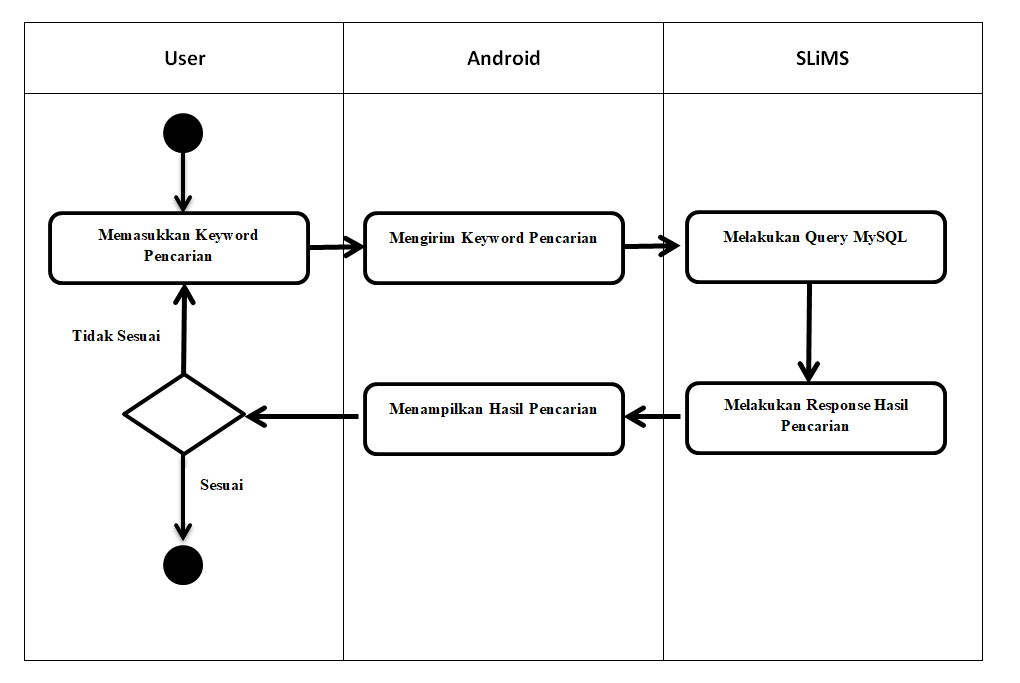 User
Android
SLiMS
Memasukkan Keyword
Pencarian
Mengirim Keyword Pencarian
Melakukan Query MySQL
Tidak Sesuai
Menampilkan Hasil Pencarian
Melakukan Response Hasil
Pencarian
Sesuai